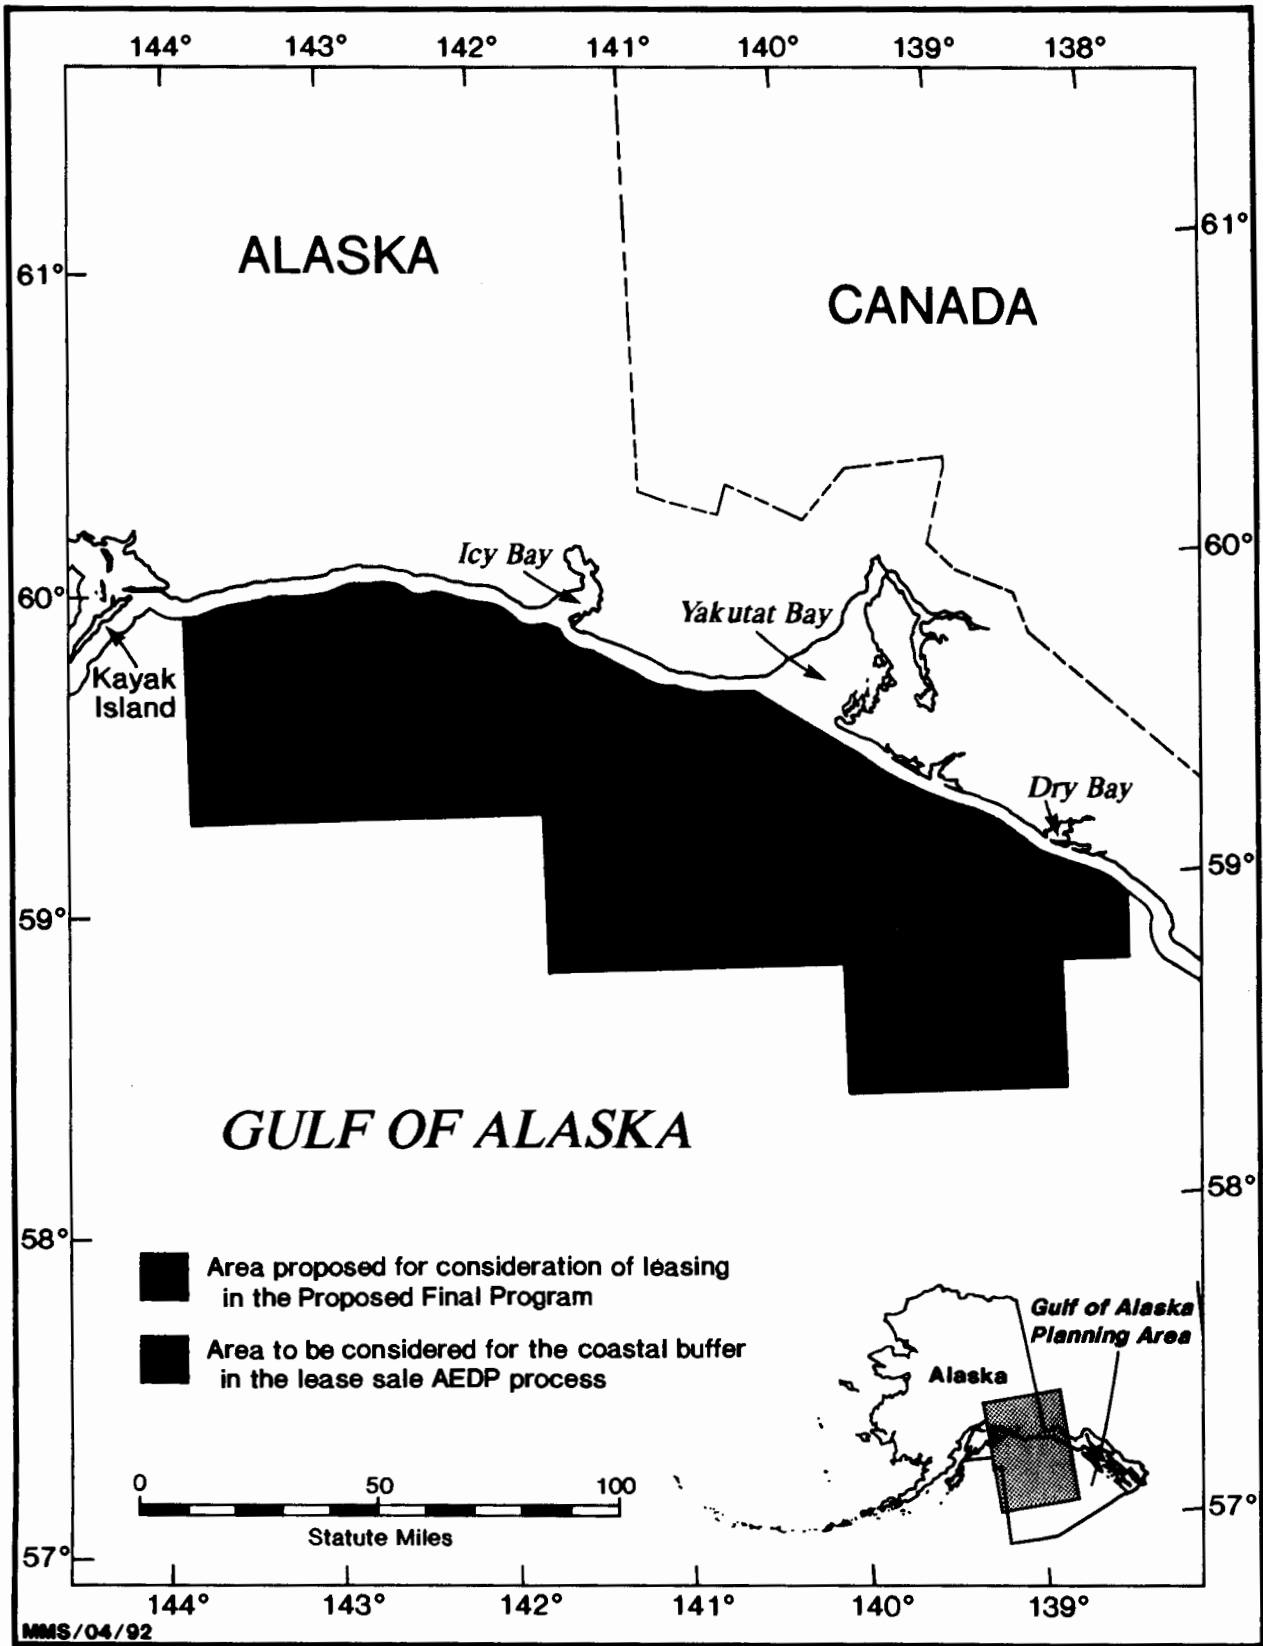 144° 143° 142° 141° 140° 139° 138°
61°
ALASKA
61°
CANADA
60°
Icy Bay
60°
Yakutat Bay
Kayak
Island
Dry Bay
59°
59°
GULF OF ALASKA
58°
58°
Area proposed for consideration of leasing
in the Proposed Final Program
Area to be considered for the coastal buffer
in the lease sale AEDP process
Gulf of Alaska
Planning Area
Alaska
0 50 100
Statute Miles
57°
57°
144° 143° 142° 141° 140° 139°
MMS/04/92